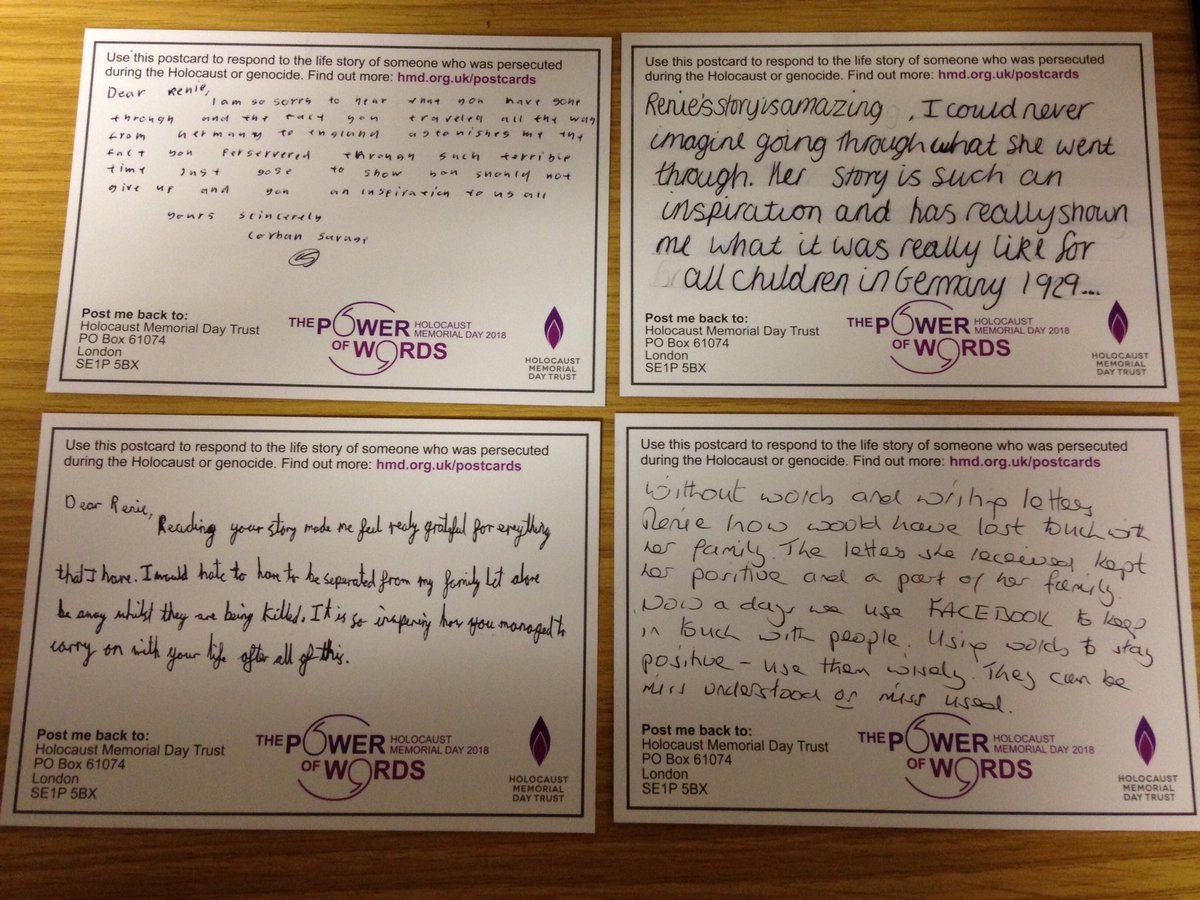 Use this postcard to respond to the life story of someone who was persecuted
during the Holocaust or genocide. Find out more: hmd.org.uk/postcards
Dear Renie,
I am so sorry to hear what you have gone
through and the fact you traveled all the way
from Germany to England astonishes me the
fact you perservered through such terrible
time Just gose to show you should not
give up and you an inspiration to us all
yours sincerely
Corban
Post me back to:
Holocaust Memorial Day Trust
PO Box 61074
London
SE1P 5BX
THE POWER OF WORDS
HOLOCAUST
MEMORIAL DAY 2018
HOLOCAUST
MEMORIAL
DAY TRUST
Use this postcard to respond to the life story of someone who was persecuted
during the Holocaust or genocide. Find out more: hmd.org.uk/postcards
Renie's story is amazing, I could never
imagine going through what she went
through. Her story is such an
inspiration and has really shown
me what it was really like for
all children in Germany 1929...
Post me back to:
Holocaust Memorial Day Trust
PO Box 61074
London
SE1P 5BX
THE POWER OF WORDS
HOLOCAUST
MEMORIAL DAY 2018
HOLOCAUST
MEMORIAL
DAY TRUST
Use this postcard to respond to the life story of someone who was persecuted
during the Holocaust or genocide. Find out more: hmd.org.uk/postcards
Dear Renie,
Reading your story made me feel realy grateful for ereything
that I have. I would hate to have to be separated from my family let alone
be away whilst they are being killed. It is so inspiring how you managed to
carry on with your life after all of this.
Post me back to:
Holocaust Memorial Day Trust
PO Box 61074
London
SE1P 5BX
THE POWER OF WORDS
HOLOCAUST
MEMORIAL DAY 2018
HOLOCAUST
MEMORIAL
DAY TRUST
Use this postcard to respond to the life story of someone who was persecuted
during the Holocaust or genocide. Find out more: hmd.org.uk/postcards
Without words and writing letters
Renie how would have last touch with
her family. The letters she received kept
her positive and a part of her family.
Now a days we use FACEBOOK to keep
in touch with people. Using words to stay
positive - use them wisely. They can be
miss understood or miss used.
Post me back to:
Holocaust Memorial Day Trust
PO Box 61074
London
SE1P 5BX
THE POWER OF WORDS
HOLOCAUST
MEMORIAL DAY 2018
HOLOCAUST
MEMORIAL
DAY TRUST